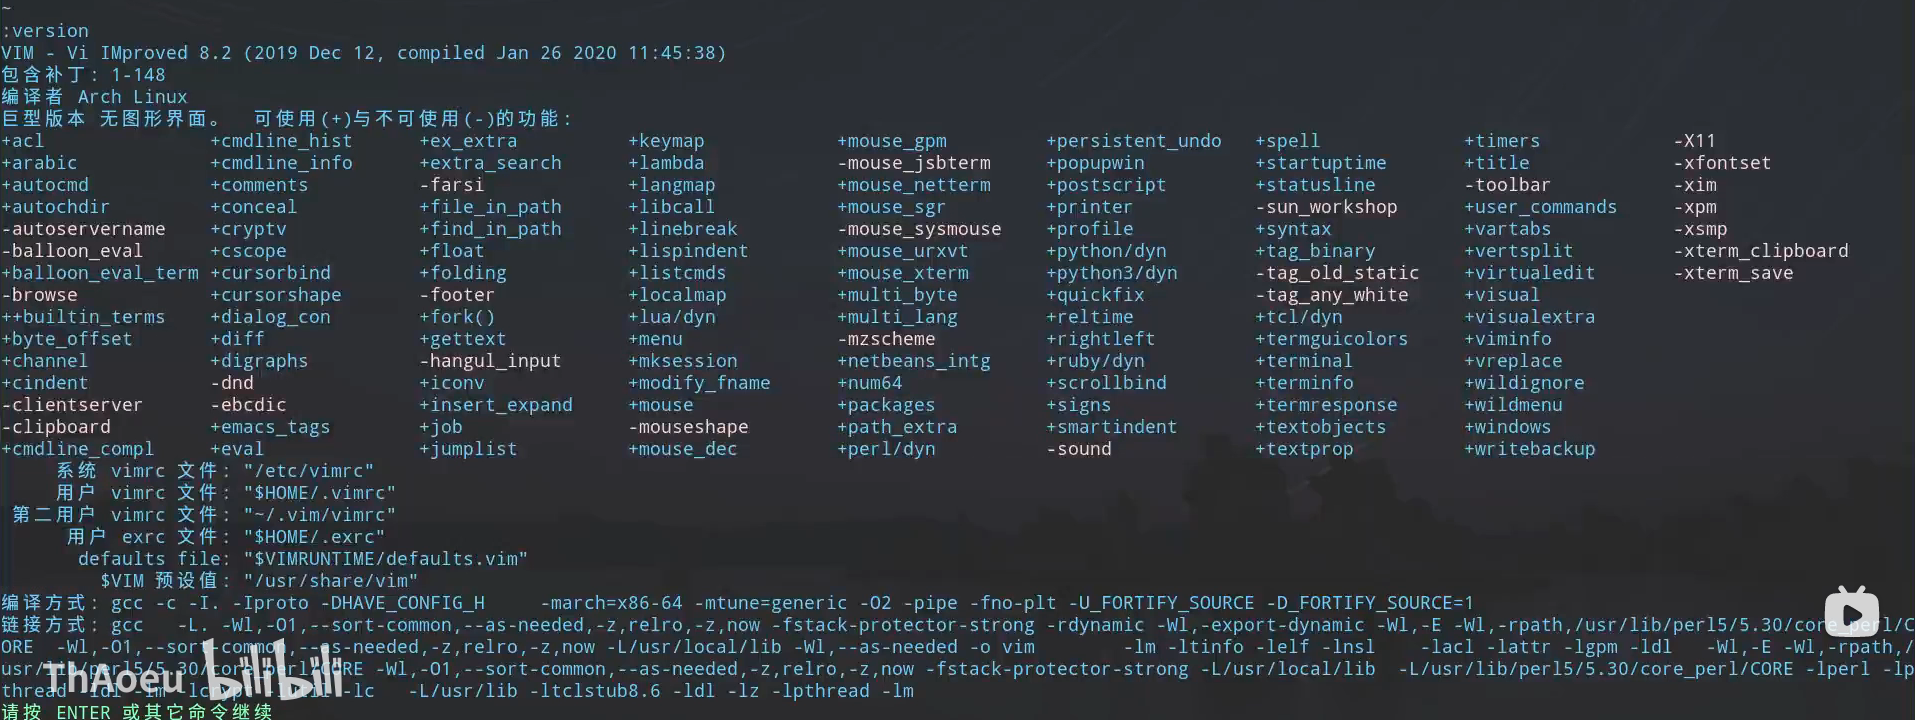 ~
:version
VIM - Vi IMproved 8.2 (2019 Dec 12, compiled Jan 26 2020 11:45:38)
包含补丁: 1-148
编译者 Arch Linux
巨型版本 无图形界面。 可使用(+)与不可使用(-)的功能:
+acl +cmdline_hist +ex_extra +keymap +mouse_gpm +persistent_undo +spell +timers -X11
+arabic +cmdline_info +extra_search +lambda -mouse_jsbterm +popupwin +startuptime +title -xfontset
+autocmd +comments -farsi +langmap +mouse_netterm +postscript +statusline -toolbar -xim
+autochdir +conceal +file_in_path +libcall +mouse_sgr +printer -sun_workshop +user_commands -xpm
-autoservername +cryptv +find_in_path +linebreak -mouse_sysmouse +profile +syntax +vartabs -xsmp
-balloon_eval +cscope +float +lispindent +mouse_urxvt +python/dyn +tag_binary +vertsplit -xterm_clipboard
+balloon_eval_term +cursorbind +folding +listcmds +mouse_xterm +python3/dyn -tag_old_static +virtualedit -xterm_save
-browse +cursorshape -footer +localmap +multi_byte +quickfix -tag_any_white +visual
++builtin_terms +dialog_con +fork() +lua/dyn +multi_lang +reltime +tcl/dyn +visualextra
+byte_offset +diff +gettext +menu -mzscheme +rightleft +termguicolors +viminfo
+channel +digraphs -hangul_input +mksession +netbeans_intg +ruby/dyn +terminal +vreplace
+cindent -dnd +iconv +modify_fname +num64 +scrollbind +terminfo +wildignore
-clientserver -ebcdic +insert_expand +mouse +packages +signs +termresponse +wildmenu
-clipboard +emacs_tags +job -mouseshape +path_extra +smartindent +textobjects +windows
+cmdline_compl +eval +jumplist +mouse_dec +perl/dyn -sound +textprop +writebackup
系统 vimrc 文件: "/etc/vimrc"
用户 vimrc 文件: "$HOME/.vimrc"
第二用户 vimrc 文件: "~/.vim/vimrc"
用户 exrc 文件: "$HOME/.exrc"
defaults file: "$VIMRUNTIME/defaults.vim"
$VIM 预设值: "/usr/share/vim"
编译方式: gcc -c -I. -Iproto -DHAVE_CONFIG_H -march=x86-64 -mtune=generic -O2 -pipe -fno-plt -U_FORTIFY_SOURCE -D_FORTIFY_SOURCE=1
链接方式: gcc -L. -Wl,-O1,--sort-common,--as-needed,-z,relro,-z,now -fstack-protector-strong -rdynamic -Wl,-export-dynamic -Wl,-E -Wl,-rpath,/usr/lib/perl5/5.30/core_perl/C
ORE -Wl,-O1,--sort-common,--as-needed,-z,relro,-z,now -L/usr/local/lib -Wl,--as-needed -o vim -lm -ltinfo -lelf -lnsl -lacl -lattr -lgpm -ldl -Wl,-E -Wl,-rpath,/
usr/lib/perl5/5.30/core_perl/CORE -Wl,-O1,--sort-common,--as-needed,-z,relro,-z,now -fstack-protector-strong -L/usr/local/lib -L/usr/lib/perl5/5.30/core_perl/CORE -lperl -lp
thread -ldl -lm -lcrypt -lutil -lc -L/usr/lib -ltclstub8.6 -ldl -lz -lpthread -lm
请按 ENTER 或其它命令继续
ThAoeu bilibili